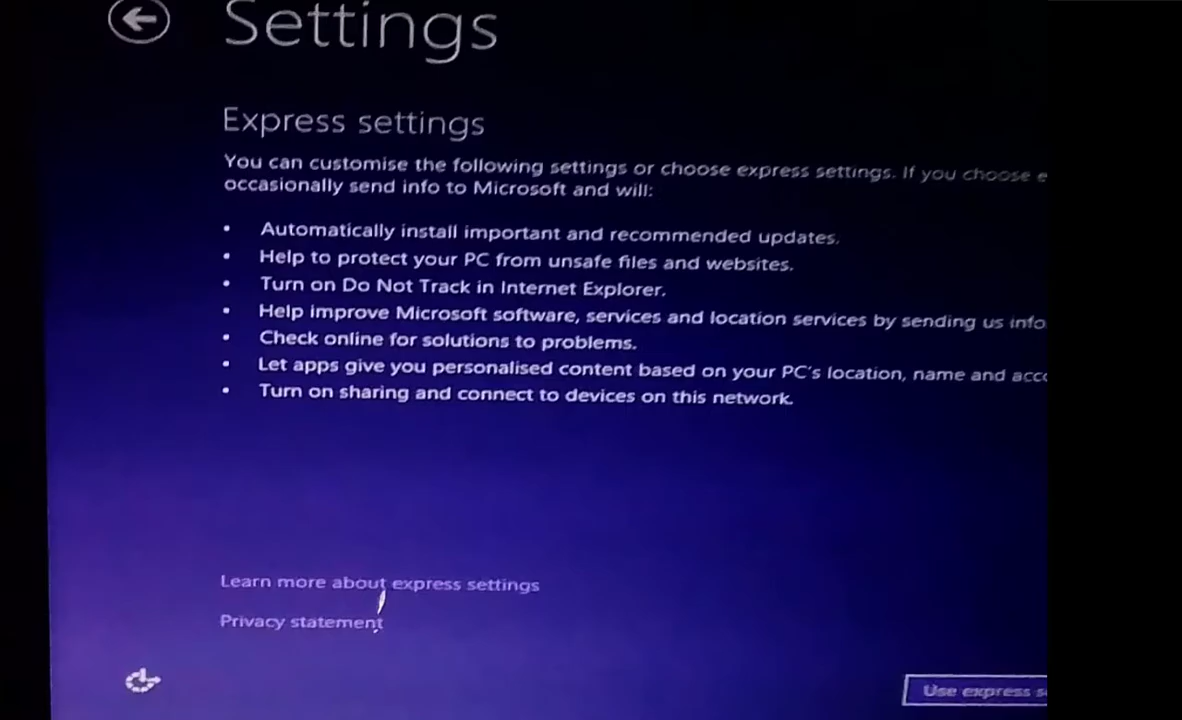 Settings
Express settings
You can customise the following settings or choose express settings. If you choose
occasionally send info to Microsoft and will:
• Automatically install important and recommended updates.
• Help to protect your PC from unsafe files and websites.
• Turn on Do Not Track in Internet Explorer.
• Help improve Microsoft software, services and location services by sending us info
• Check online for solutions to problems.
• Let apps give you personalised content based on your PC's location, name and
• Turn on sharing and connect to devices on this network.
Learn more about express settings
Privacy statement
Use express